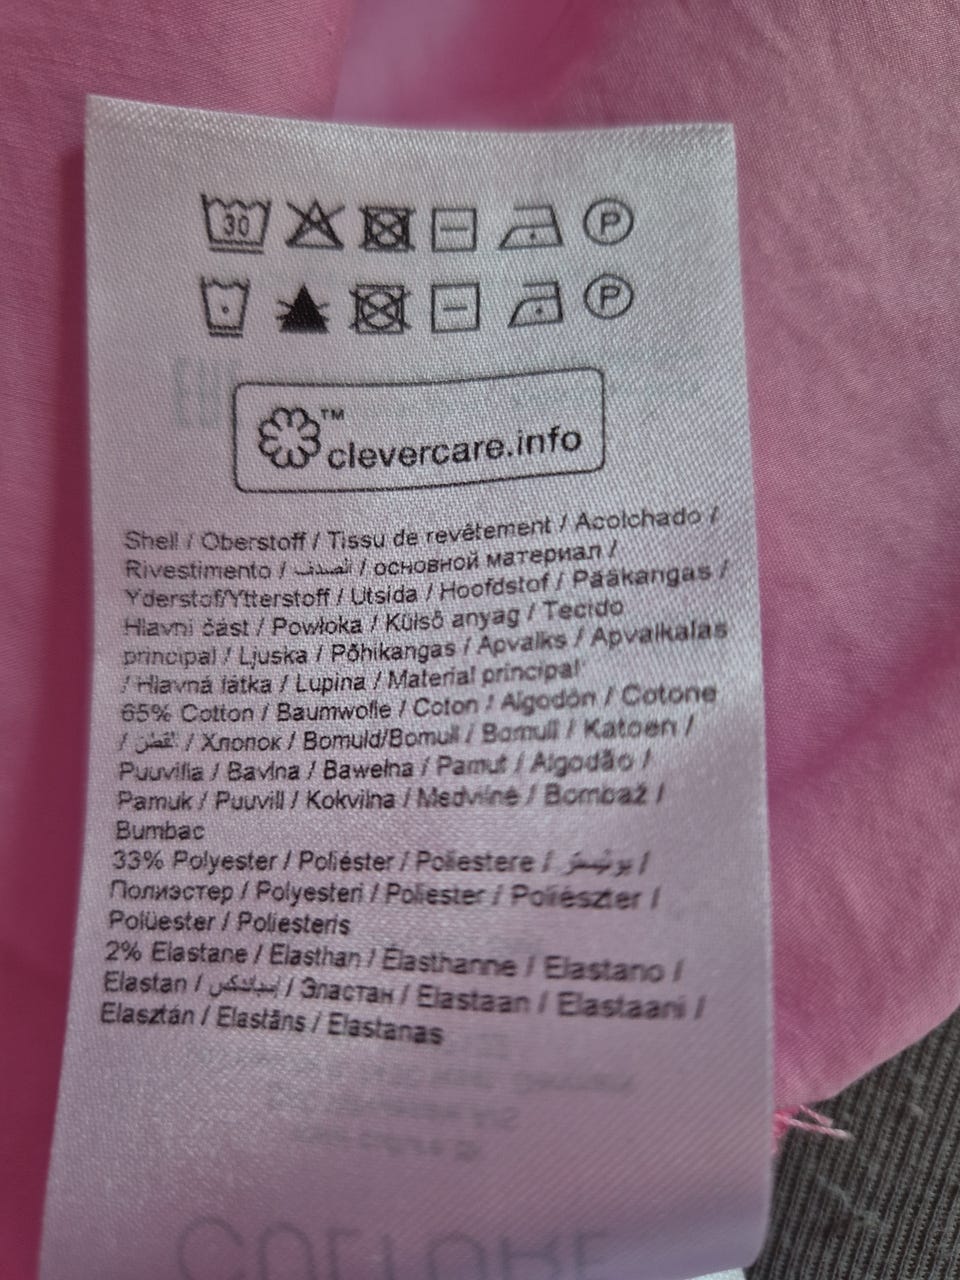 30 P
P
™
clevercare.info
Shell / Oberstoff / Tissu de revêtement / Acolchado /
Rivestimento / الصدف / основной материал /
Yderstof/Ytterstoff / Utsida / Hoofdstof / Pääkangas /
Hlavní část / Powłoka / Külső anyag / Tecido
principal / Ljuska / Põhikangas / Apvalks / Apvalkalas
/ Hlavná látka / Lupina / Material principal
65% Cotton / Baumwolle / Coton / Algodón / Cotone
/ القطن / Хлопок / Bomuld/Bomull / Bomull / Katoen /
Puuvilla / Bavlna / Bawełna / Pamut / Algodão /
Pamuk / Puuvill / Kokvilna / Medvilnė / Bombaž /
Bumbac
33% Polyester / Poliéster / Poliestere / /
Полиэстер / Polyesteri / Poliester / Poliészter /
Polüester / Poliesteris
2% Elastane / Elasthan / Élasthanne / Elastano /
Elastan / / Эластан / Elastaan / Elastaani /
Elasztán / Elastāns / Elastanas